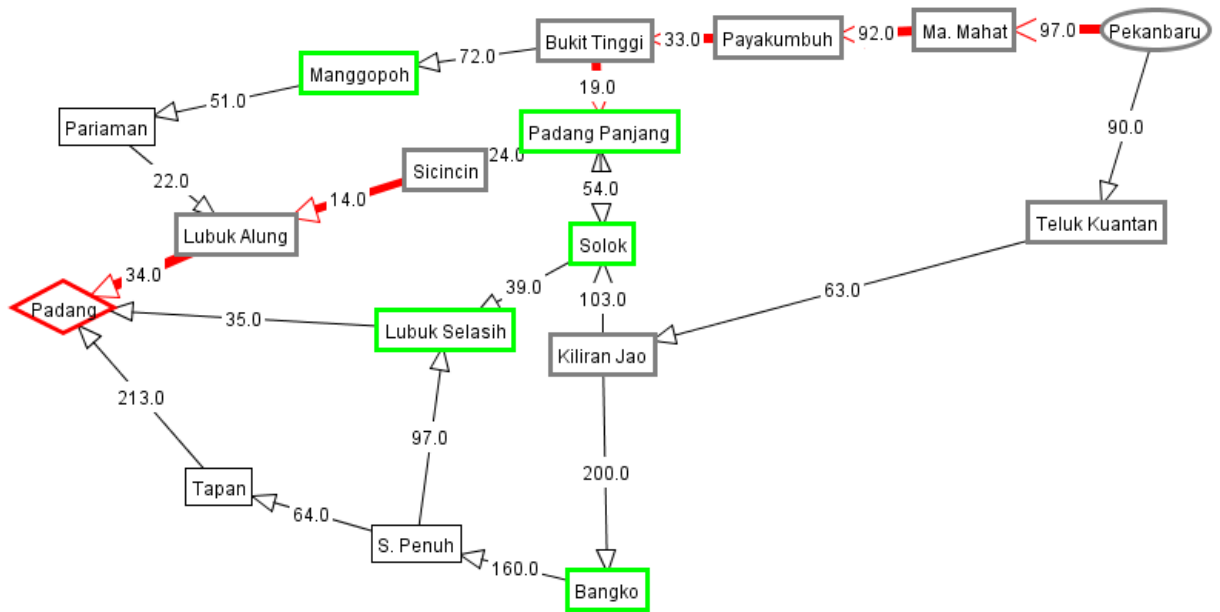 Bukit Tinggi
33.0
Payakumbuh
92.0
Ma. Mahat
97.0
Pekanbaru
72.0
Manggopoh
19.0
51.0
Pariaman
Padang Panjang
90.0
24.0
Sicincin
22.0
14.0
54.0
Lubuk Alung
Solok
Teluk Kuantan
34.0
39.0
103.0
63.0
Padang
35.0
Lubuk Selasih
Kiliran Jao
213.0
97.0
200.0
Tapan
64.0
S. Penuh
160.0
Bangko